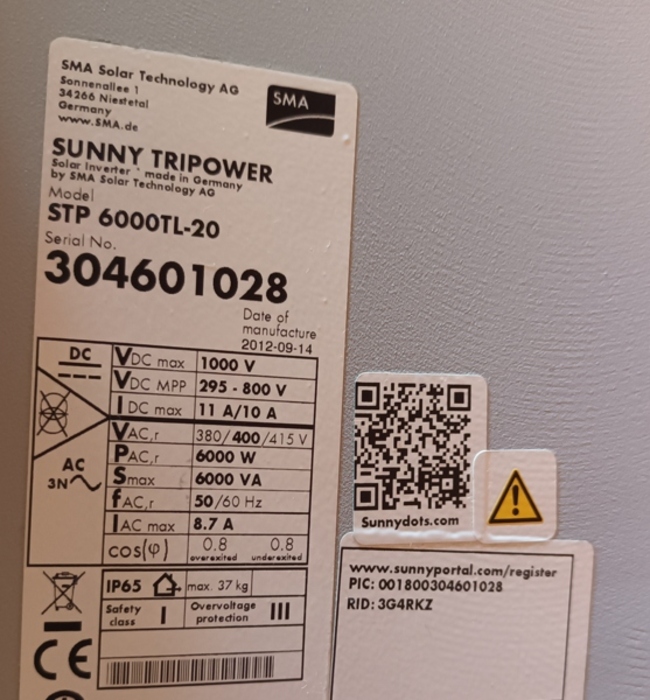 SMA Solar Technology AG
Sonnenallee 1
34266 Niestetal
Germany
www.SMA.de
SMA
SUNNY TRIPOWER
Solar Inverter * made in Germany
by SMA Solar Technology AG
Model
STP 6000TL-20
Serial No.
304601028
Date of
manufacture
2012-09-14
DC
VDC max 1000 V
VDC MPP 295 - 800 V
IDC max 11 A/10 A
AC
3N
VAC,r 380/400/415 V
PAC,r 6000 W
Smax 6000 VA
fAC,r 50/60 Hz
IAC max 8.7 A
cos(φ) 0.8 0.8
overexited underexited
IP65 max. 37 kg
Safety class I Overvoltage protection III
CE
Sunnydots.com
www.sunnyportal.com/register
PIC: 001800304601028
RID: 3G4RKZ